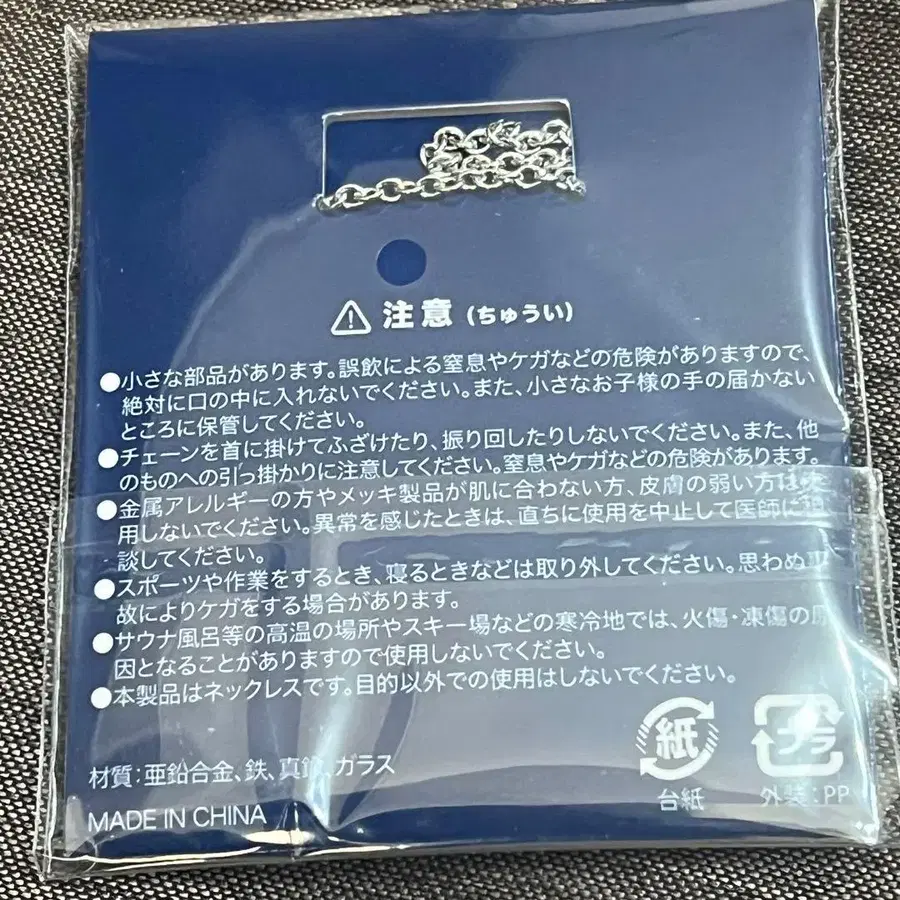 注意 (ちゅうい)
●小さな部品があります。誤飲による窒息やケガなどの危険がありますので、
絶対に口の中に入れないでください。また、小さなお子様の手の届かない
ところに保管してください。
●チェーンを首に掛けてふざけたり、振り回したりしないでください。また、他
のものへの引っ掛かりに注意してください。窒息やケガなどの危険があります。
●金属アレルギーの方やメッキ製品が肌に合わない方、皮膚の弱い方は使
用しないでください。異常を感じたときは、直ちに使用を中止して医師に相
談してください。
●スポーツや作業をするとき、寝るときなどは取り外してください。思わぬ
故によりケガをする場合があります。
●サウナ風呂等の高温の場所やスキー場などの寒冷地では、火傷・凍傷の原
因となることがありますので使用しないでください。
●本製品はネックレスです。目的以外での使用はしないでください。
材質:亜鉛合金、鉄、真鍮、ガラス
MADE IN CHINA
紙
台紙
プラ
外装:PP